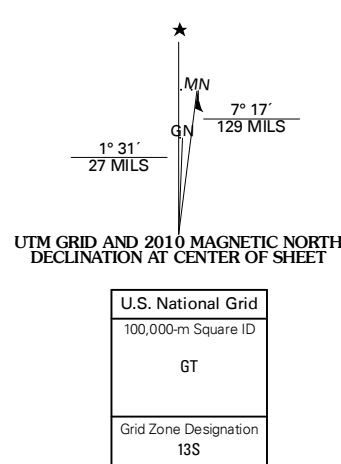 MN
7° 17´
129 MILS
GN
1° 31´
27 MILS
UTM GRID AND 2010 MAGNETIC NORTH
DECLINATION AT CENTER OF SHEET
U.S. National Grid
100,000-m Square ID
GT
Grid Zone Designation
13S